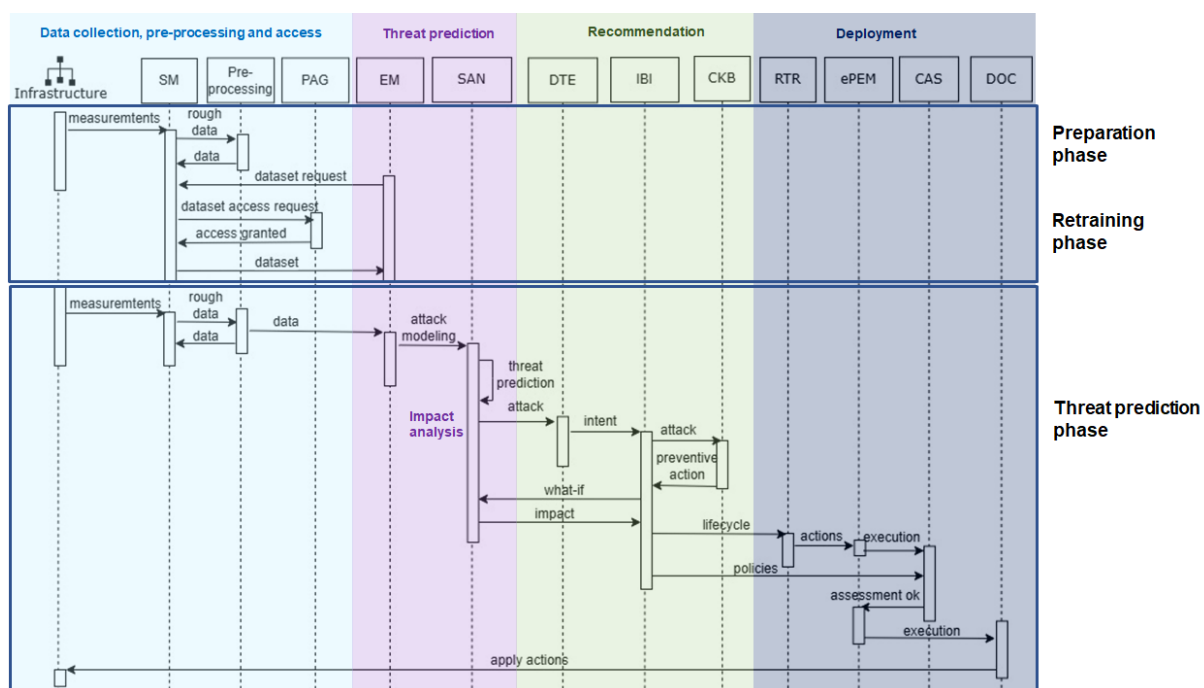 Data collection, pre-processing and access
Threat prediction
Recommendation
Deployment
Infrastructure
SM
Pre-
processing
PAG
EM
SAN
DTE
IBI
CKB
RTR
ePEM
CAS
DOC
measuremtents
rough
data
data
dataset request
dataset access request
access granted
dataset
Preparation
phase
Retraining
phase
measuremtents
rough
data
data
data
attack
modeling
threat
prediction
Impact
analysis
attack
intent
attack
preventive
action
what-if
impact
lifecycle
actions
execution
policies
assessment ok
execution
apply actions
Threat prediction
phase